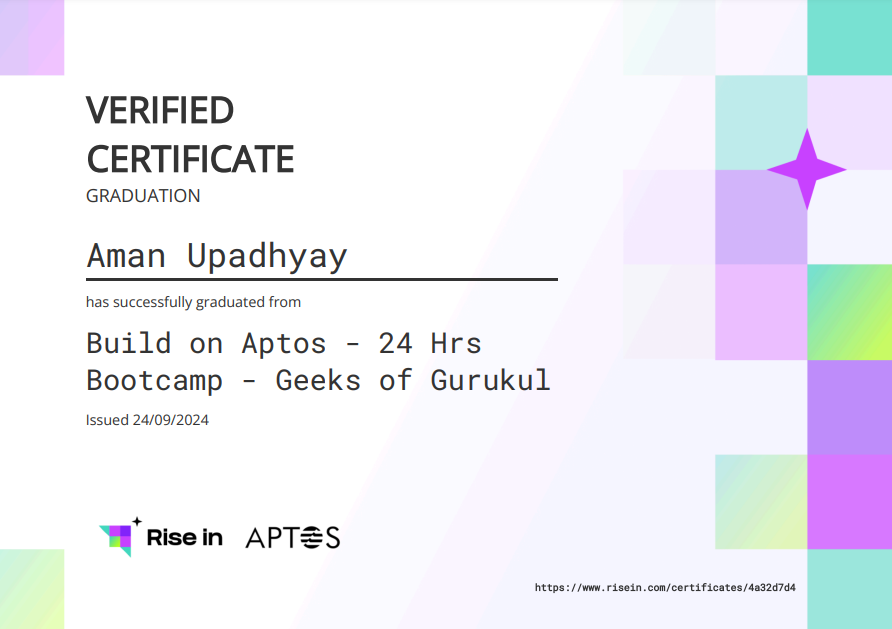 VERIFIED
CERTIFICATE
GRADUATION
Aman Upadhyay
has successfully graduated from
Build on Aptos - 24 Hrs
Bootcamp - Geeks of Gurukul
Issued 24/09/2024
Rise in APTOS
https://www.risein.com/certificates/4a32d7d4